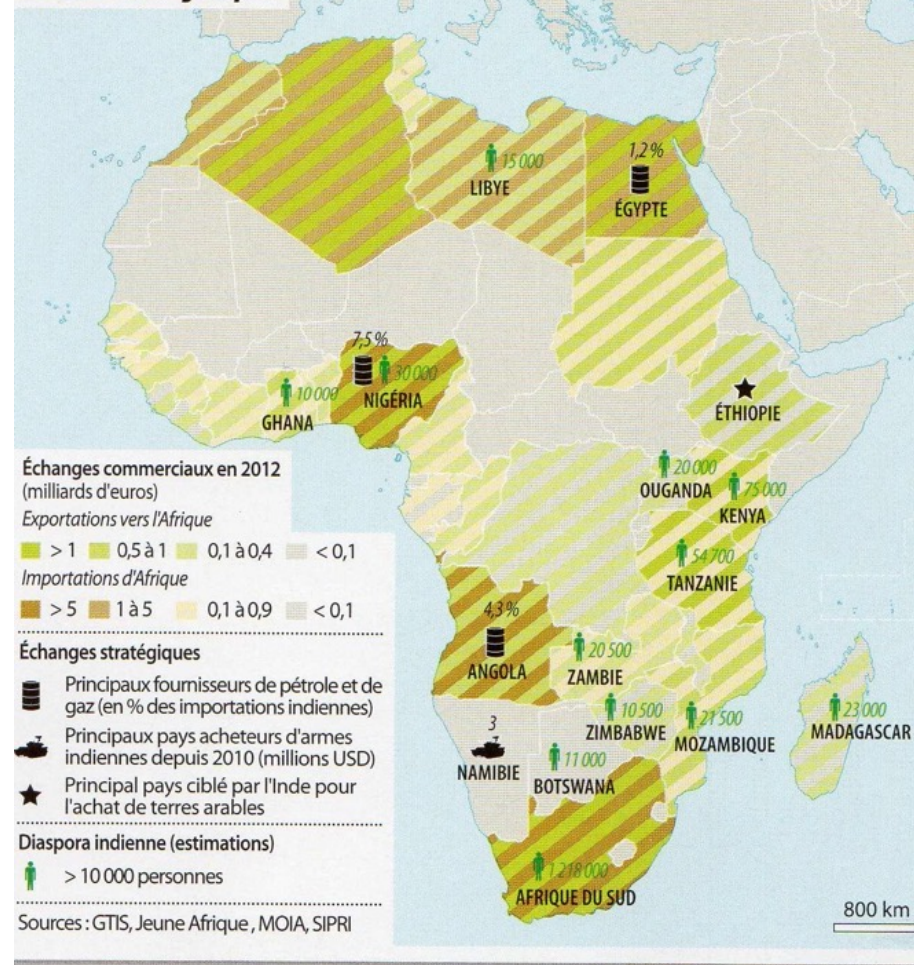 15 000
LIBYE
1,2 %
ÉGYPTE
7,5 %
30 000
NIGÉRIA
10 000
GHANA
ÉTHIOPIE
20 000
OUGANDA
75 000
KENYA
54 700
TANZANIE
4,3 %
ANGOLA
20 500
ZAMBIE
10 500
ZIMBABWE
21 500
MOZAMBIQUE
23 000
MADAGASCAR
3
NAMIBIE
11 000
BOTSWANA
1 218 000
AFRIQUE DU SUD
Échanges commerciaux en 2012
(milliards d'euros)
Exportations vers l'Afrique
> 1 0,5 à 1 0,1 à 0,4 < 0,1
Importations d'Afrique
> 5 1 à 5 0,1 à 0,9 < 0,1
Échanges stratégiques
Principaux fournisseurs de pétrole et de
gaz (en % des importations indiennes)
Principaux pays acheteurs d'armes
indiennes depuis 2010 (millions USD)
Principal pays ciblé par l'Inde pour
l'achat de terres arables
Diaspora indienne (estimations)
> 10 000 personnes
Sources : GTIS, Jeune Afrique , MOIA, SIPRI
800 km